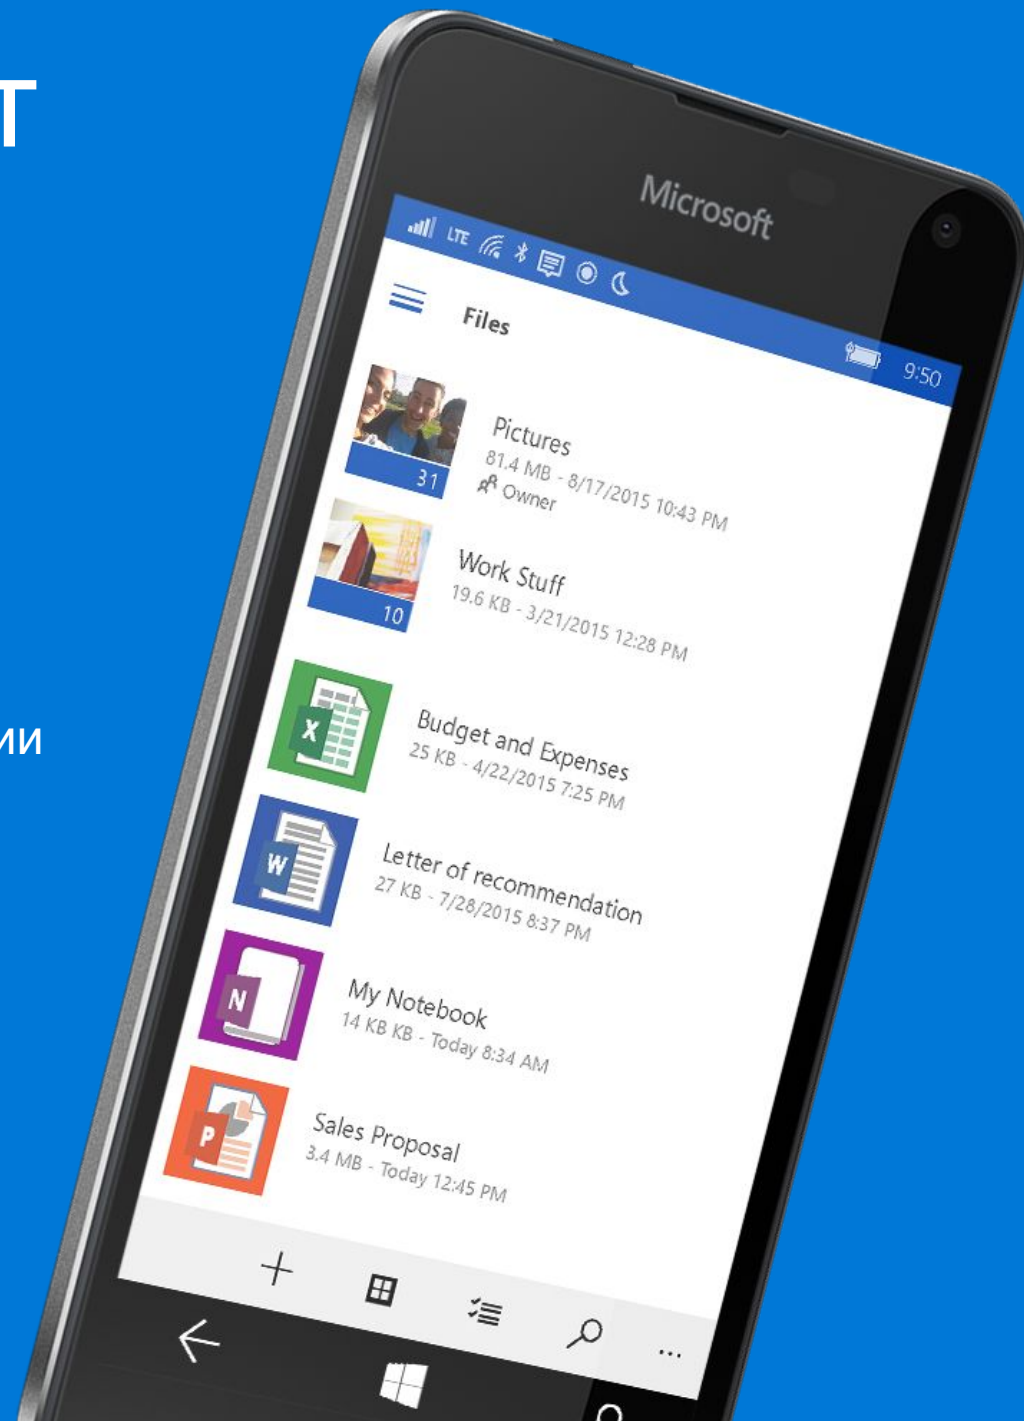 Т
ии
Microsoft
LTE
9:50
Files
31
Pictures
81.4 MB - 8/17/2015 10:43 PM
Owner
10
Work Stuff
19.6 KB - 3/21/2015 12:28 PM
X
Budget and Expenses
25 KB - 4/22/2015 7:25 PM
W
Letter of recommendation
27 KB - 7/28/2015 8:37 PM
N
My Notebook
14 KB KB - Today 8:34 AM
P
Sales Proposal
3.4 MB - Today 12:45 PM
...